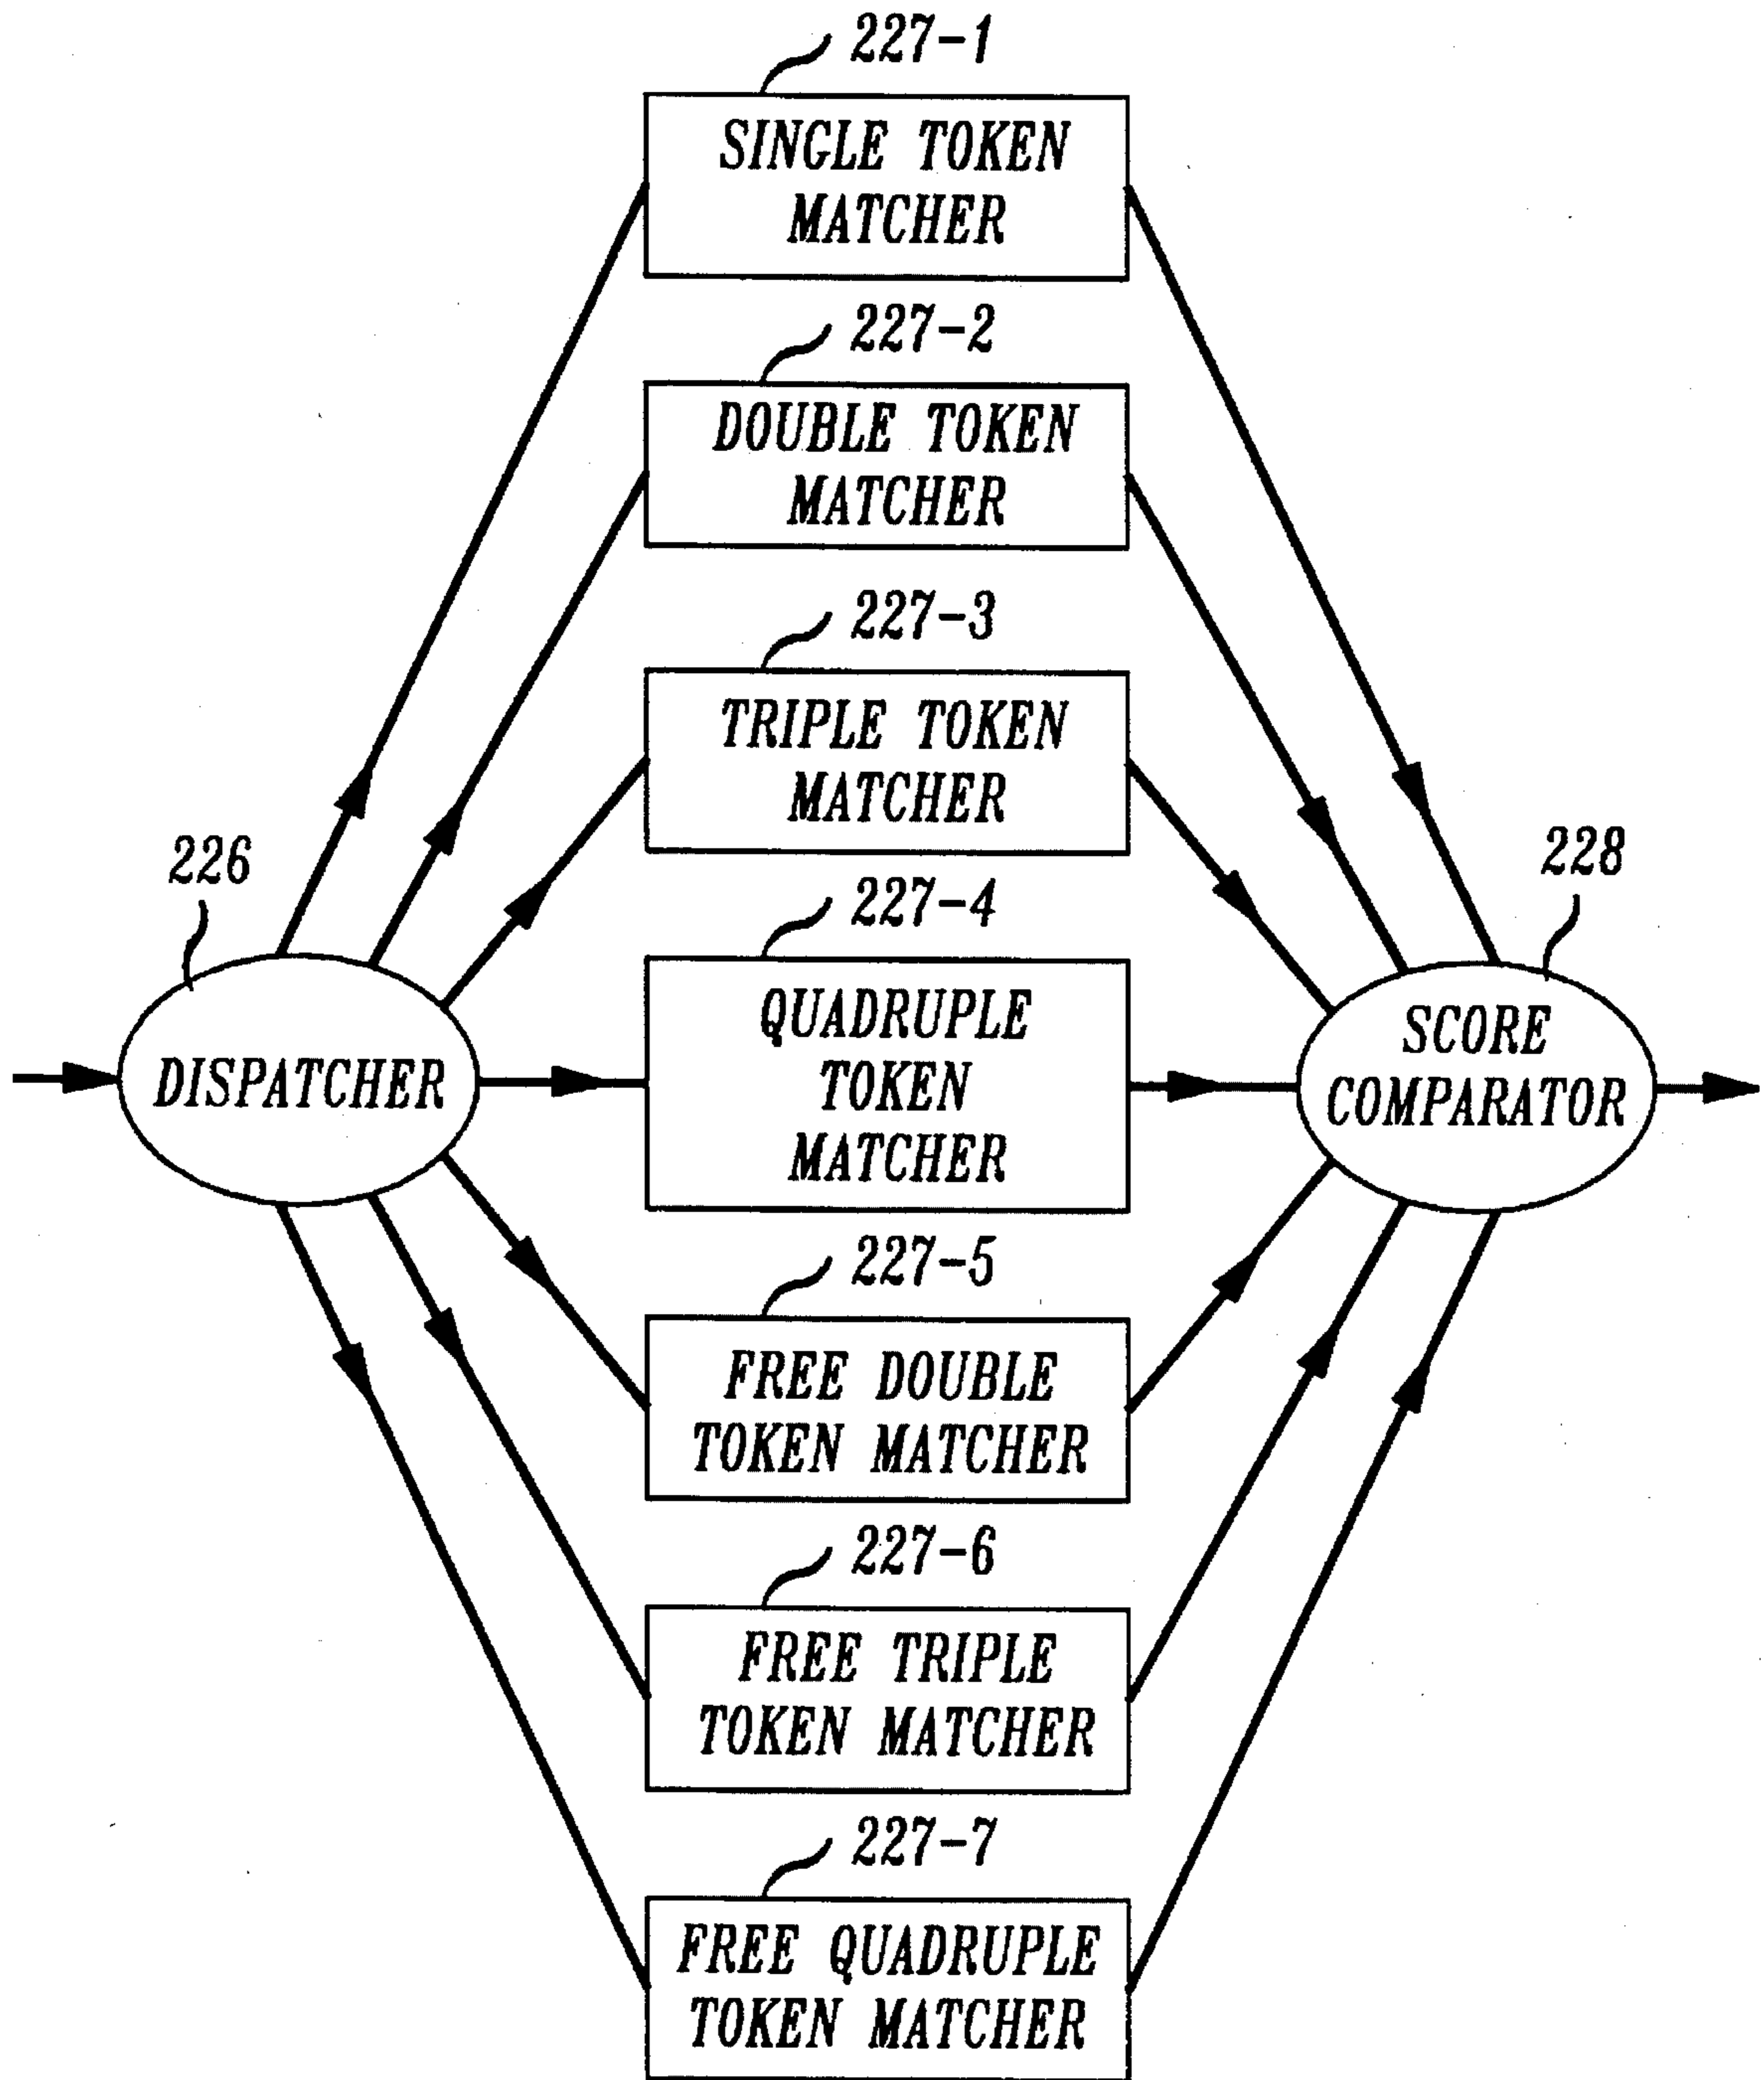 227-1
SINGLE TOKEN
MATCHER
227-2
DOUBLE TOKEN
MATCHER
227-3
TRIPLE TOKEN
MATCHER
226
228
227-4
DISPATCHER
QUADRUPLE
TOKEN
MATCHER
SCORE
COMPARATOR
227-5
FREE DOUBLE
TOKEN MATCHER
227-6
FREE TRIPLE
TOKEN MATCHER
227-7
FREE QUADRUPLE
TOKEN MATCHER